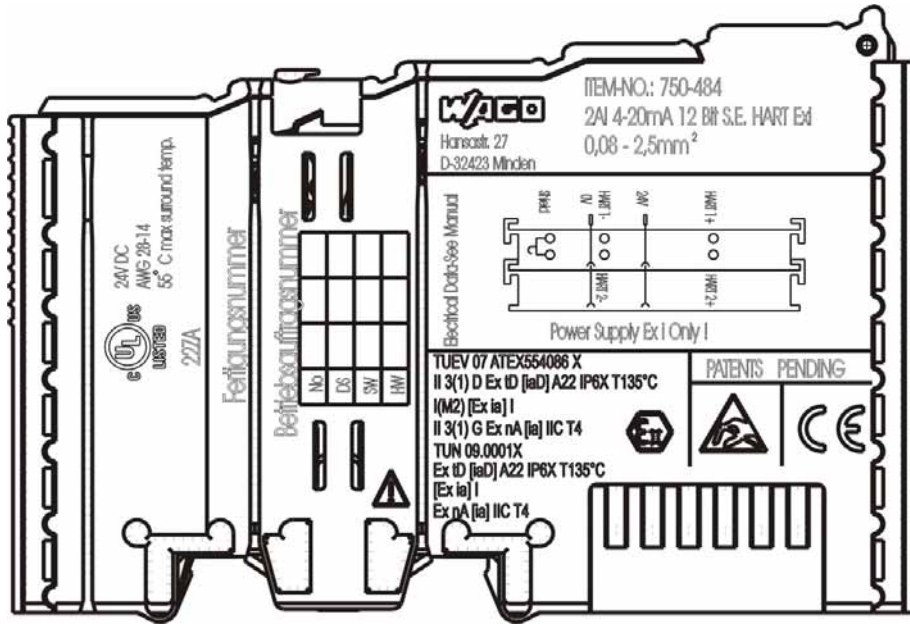 WAGO
Hansastr. 27
D-32423 Minden
ITEM-NO.: 750-484
2AI 4-20mA 12 Bit S.E. HART Exi
0,08 - 2,5mm²
24V DC
AWG 28-14
55° C max surround temp.
C UL US
LISTED
22ZA
Fertigungsnummer
Betriebsauftragsnummer
No
DS
SW
HW
Electrical Data-See Manual
Shield
0V
HART 1-
24V
HART 1+
HART 2-
HART 2+
Power Supply Ex i Only !
TUEV 07 ATEX554086 X
II 3(1) D Ex tD [iaD] A22 IP6X T135°C
I(M2) [Ex ia] I
II 3(1) G Ex nA [ia] IIC T4
TUN 09.0001X
Ex tD [iaD] A22 IP6X T135°C
[Ex ia] I
Ex nA [ia] IIC T4
PATENTS PENDING
Ex
CE